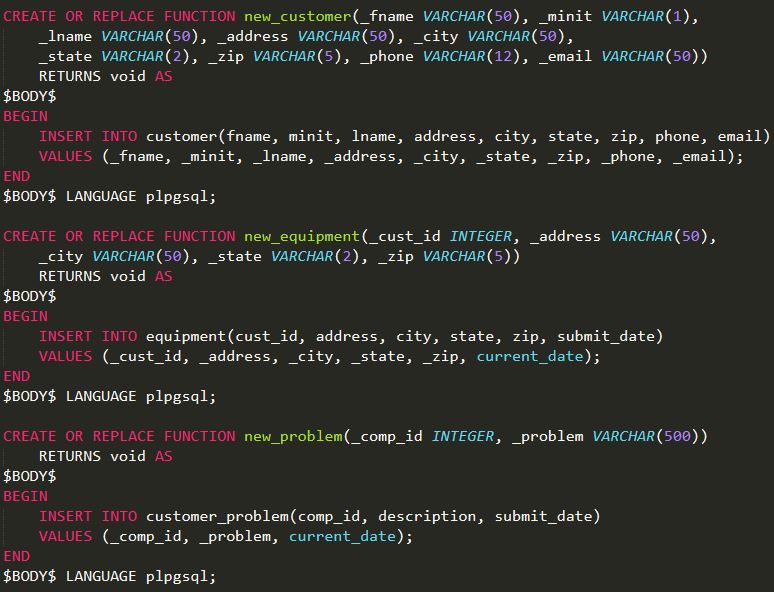 CREATE OR REPLACE FUNCTION new_customer(_fname VARCHAR(50), _minit VARCHAR(1),
    _lname VARCHAR(50), _address VARCHAR(50), _city VARCHAR(50),
    _state VARCHAR(2), _zip VARCHAR(5), _phone VARCHAR(12), _email VARCHAR(50))
    RETURNS void AS
$BODY$
BEGIN
    INSERT INTO customer(fname, minit, lname, address, city, state, zip, phone, email)
    VALUES (_fname, _minit, _lname, _address, _city, _state, _zip, _phone, _email);
END
$BODY$ LANGUAGE plpgsql;

CREATE OR REPLACE FUNCTION new_equipment(_cust_id INTEGER, _address VARCHAR(50),
    _city VARCHAR(50), _state VARCHAR(2), _zip VARCHAR(5))
    RETURNS void AS
$BODY$
BEGIN
    INSERT INTO equipment(cust_id, address, city, state, zip, submit_date)
    VALUES (_cust_id, _address, _city, _state, _zip, current_date);
END
$BODY$ LANGUAGE plpgsql;

CREATE OR REPLACE FUNCTION new_problem(_comp_id INTEGER, _problem VARCHAR(500))
    RETURNS void AS
$BODY$
BEGIN
    INSERT INTO customer_problem(comp_id, description, submit_date)
    VALUES (_comp_id, _problem, current_date);
END
$BODY$ LANGUAGE plpgsql;